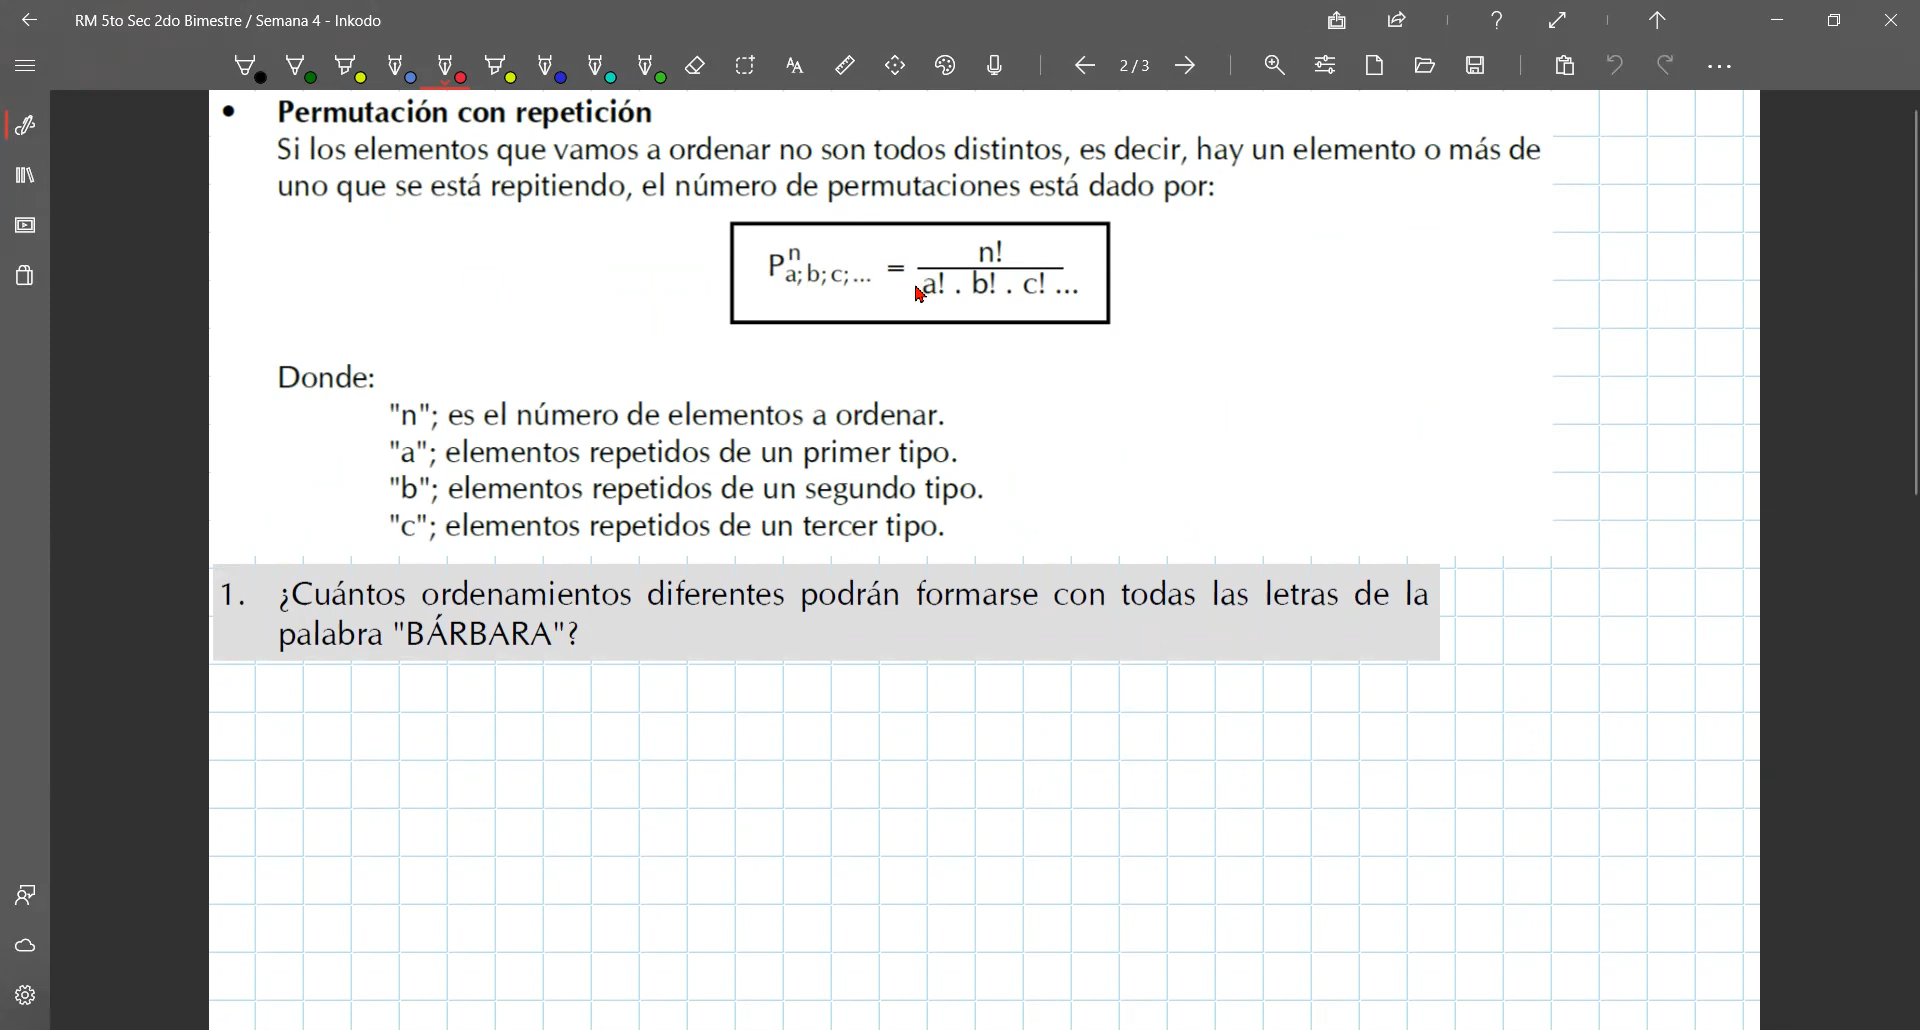 RM 5to Sec 2do Bimestre / Semana 4 - Inkodo
2 / 3
• Permutación con repetición
Si los elementos que vamos a ordenar no son todos distintos, es decir, hay un elemento o más de
uno que se está repitiendo, el número de permutaciones está dado por:
P^n_{a; b; c; ...} = n! / (a! . b! . c! ...)
Donde:
"n"; es el número de elementos a ordenar.
"a"; elementos repetidos de un primer tipo.
"b"; elementos repetidos de un segundo tipo.
"c"; elementos repetidos de un tercer tipo.
1. ¿Cuántos ordenamientos diferentes podrán formarse con todas las letras de la
palabra "BÁRBARA"?